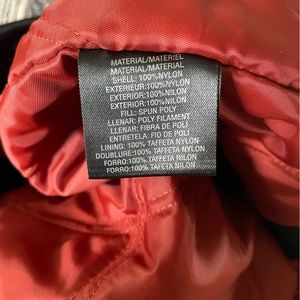 MATERIAL/MATERIEL
MATERIAL/MATERIAL
SHELL: 100%NYLON
EXTERIEUR:100%NYLON
EXTERIOR:100%NILON
EXTERIOR:100%NILON
FILL: SPUN POLY
LLENAR: POLY FILAMENT
LLENAR: FIBRA DE POLI
ENTRETELA: FIO DE POLI
LINING: 100% TAFFETA NYLON
DOUBLURE:100% TAFFETA NYLON
FORRO:100% TAFETA NILON
FORRO:100% TAFETA NILON